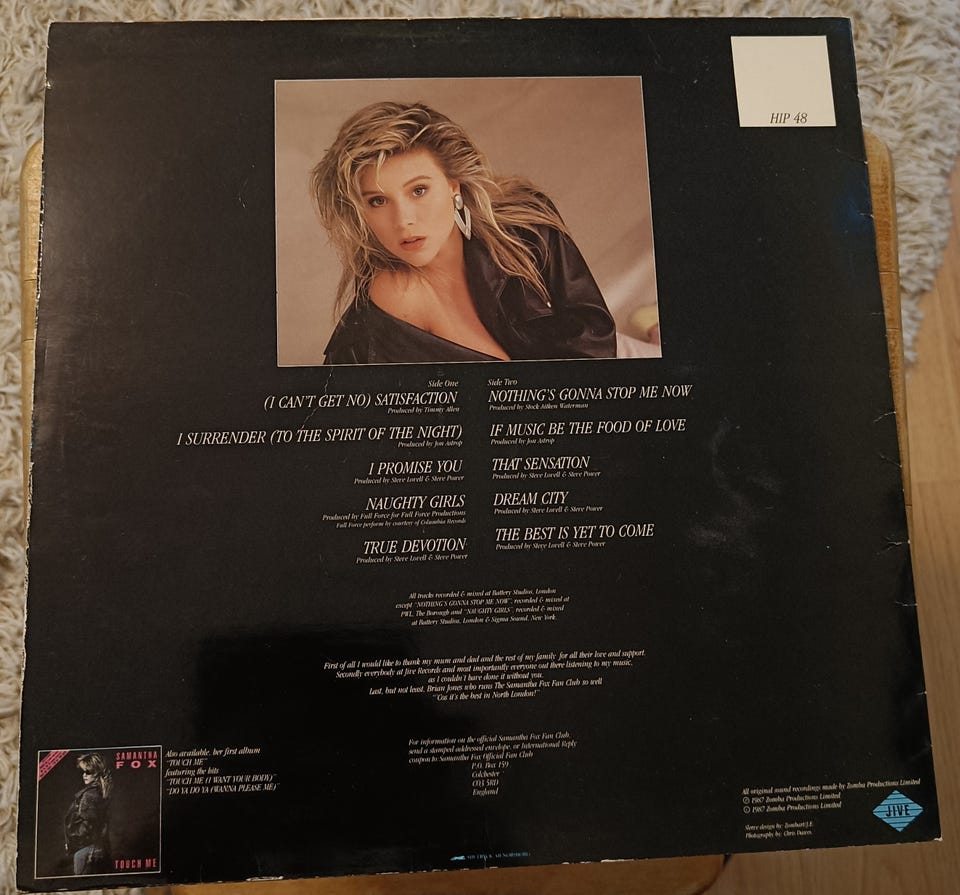 HIP 48
Side One
(I CAN'T GET NO) SATISFACTION
Produced by Timmy Allen
I SURRENDER (TO THE SPIRIT OF THE NIGHT)
Produced by Jon Astrop
I PROMISE YOU
Produced by Steve Lovell & Steve Power
NAUGHTY GIRLS
Produced by Full Force for Full Force Productions
Full Force perform by courtesy of Columbia Records
TRUE DEVOTION
Produced by Steve Lovell & Steve Power
Side Two
NOTHING'S GONNA STOP ME NOW
Produced by Stock Aitken Waterman
IF MUSIC BE THE FOOD OF LOVE
Produced by Jon Astrop
THAT SENSATION
Produced by Steve Lovell & Steve Power
DREAM CITY
Produced by Steve Lovell & Steve Power
THE BEST IS YET TO COME
Produced by Steve Lovell & Steve Power
All tracks recorded & mixed at Battery Studios, London
except "NOTHING'S GONNA STOP ME NOW", recorded & mixed at
PWL, The Borough and "NAUGHTY GIRLS", recorded & mixed
at Battery Studios, London & Sigma Sound, New York.
First of all I would like to thank my mum and dad and the rest of my family for all their love and support.
Secondly everybody at Jive Records and most importantly everyone out there listening to my music,
as I couldn't have done it without you.
Last, but not least, Brian Jones who runs The Samantha Fox Fan Club so well
"'Cos it's the best in North London!"
For information on the official Samantha Fox Fan Club,
send a stamped addressed envelope, or International Reply
coupon to: Samantha Fox Official Fan Club
P.O. Box 159
Colchester
CO3 5RD
England
SAMANTHA
FOX
TOUCH ME
Also available, her first album
"TOUCH ME"
featuring the hits
"TOUCH ME (I WANT YOUR BODY)"
"DO YA DO YA (WANNA PLEASE ME)"
All original sound recordings made by Zomba Productions Limited
℗ 1987 Zomba Productions Limited
© 1987 Zomba Productions Limited
JIVE
Sleeve design by: Zombart/J.E.
Photography by: Chris Davies.